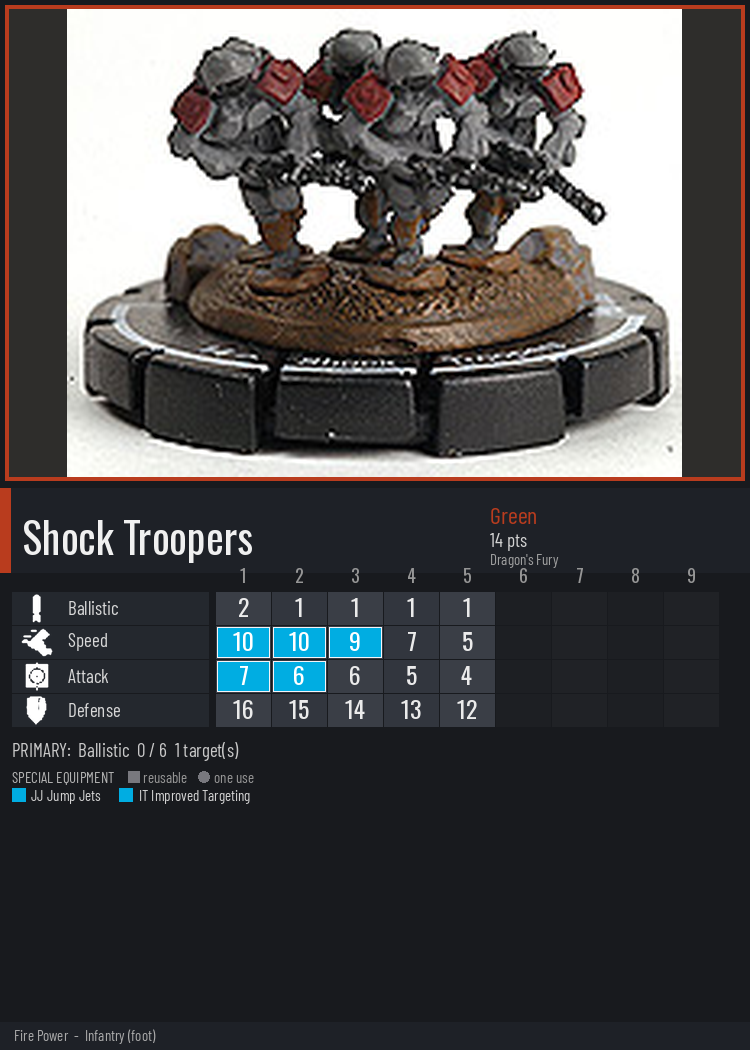 Shock
Shock Troopers
Green
14 pts
Dragon's Fury
1 2 3 4 5 6 7 8 9
Ballistic 2 1 1 1 1
Speed 10 10 9 7 5
Attack 7 6 6 5 4
Defense 16 15 14 13 12
PRIMARY: Ballistic 0 / 6 1 target(s)
SPECIAL EQUIPMENT reusable one use
JJ Jump Jets IT Improved Targeting
Fire Power - Infantry (foot)